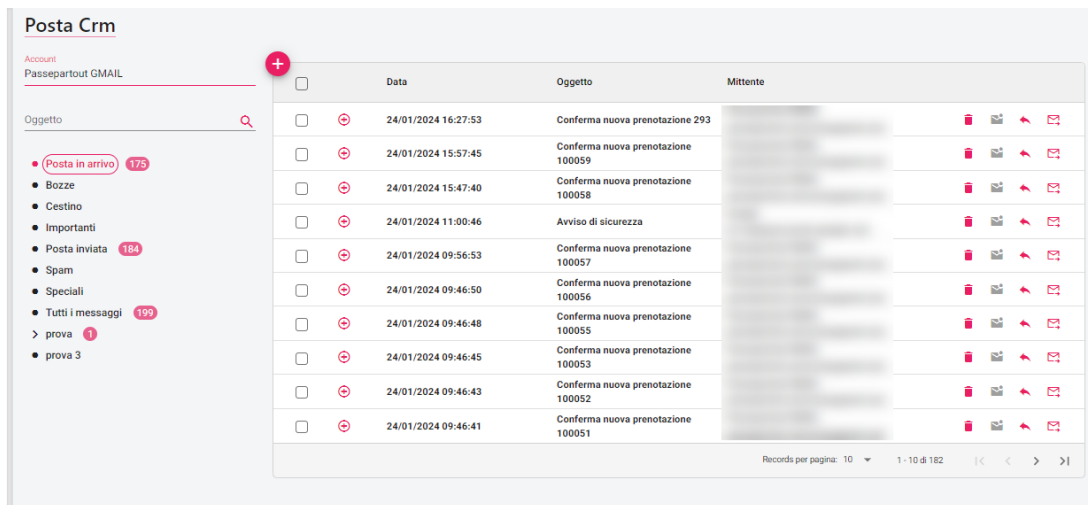 Posta Crm
Account
Passepartout GMAIL
Oggetto
Posta in arrivo 175
Bozze
Cestino
Importanti
Posta inviata 184
Spam
Speciali
Tutti i messaggi 199
prova 1
prova 3
Data Oggetto Mittente
24/01/2024 16:27:53 Conferma nuova prenotazione 293
24/01/2024 15:57:45 Conferma nuova prenotazione
100059
24/01/2024 15:47:40 Conferma nuova prenotazione
100058
24/01/2024 11:00:46 Avviso di sicurezza
24/01/2024 09:56:53 Conferma nuova prenotazione
100057
24/01/2024 09:46:50 Conferma nuova prenotazione
100056
24/01/2024 09:46:48 Conferma nuova prenotazione
100055
24/01/2024 09:46:45 Conferma nuova prenotazione
100053
24/01/2024 09:46:43 Conferma nuova prenotazione
100052
24/01/2024 09:46:41 Conferma nuova prenotazione
100051
Records per pagina: 10 1 - 10 di 182